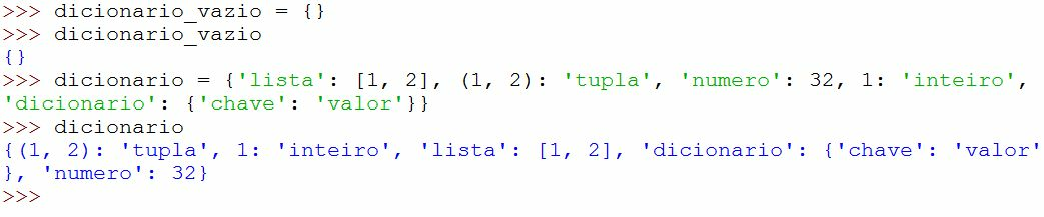 >>> dicionario_vazio = {}
>>> dicionario_vazio
{}
>>> dicionario = {'lista': [1, 2], (1, 2): 'tupla', 'numero': 32, 1: 'inteiro',
'dicionario': {'chave': 'valor'}}
>>> dicionario
{(1, 2): 'tupla', 1: 'inteiro', 'lista': [1, 2], 'dicionario': {'chave': 'valor'
}, 'numero': 32}
>>>